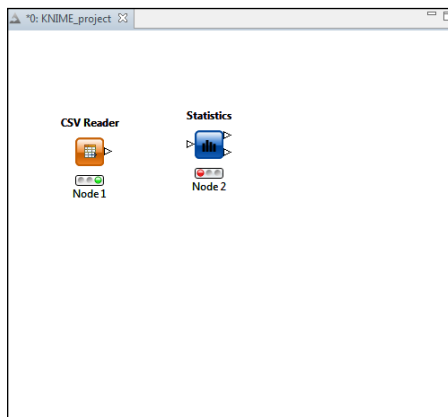 *0: KNIME_project
CSV Reader
Node 1
Statistics
Node 2